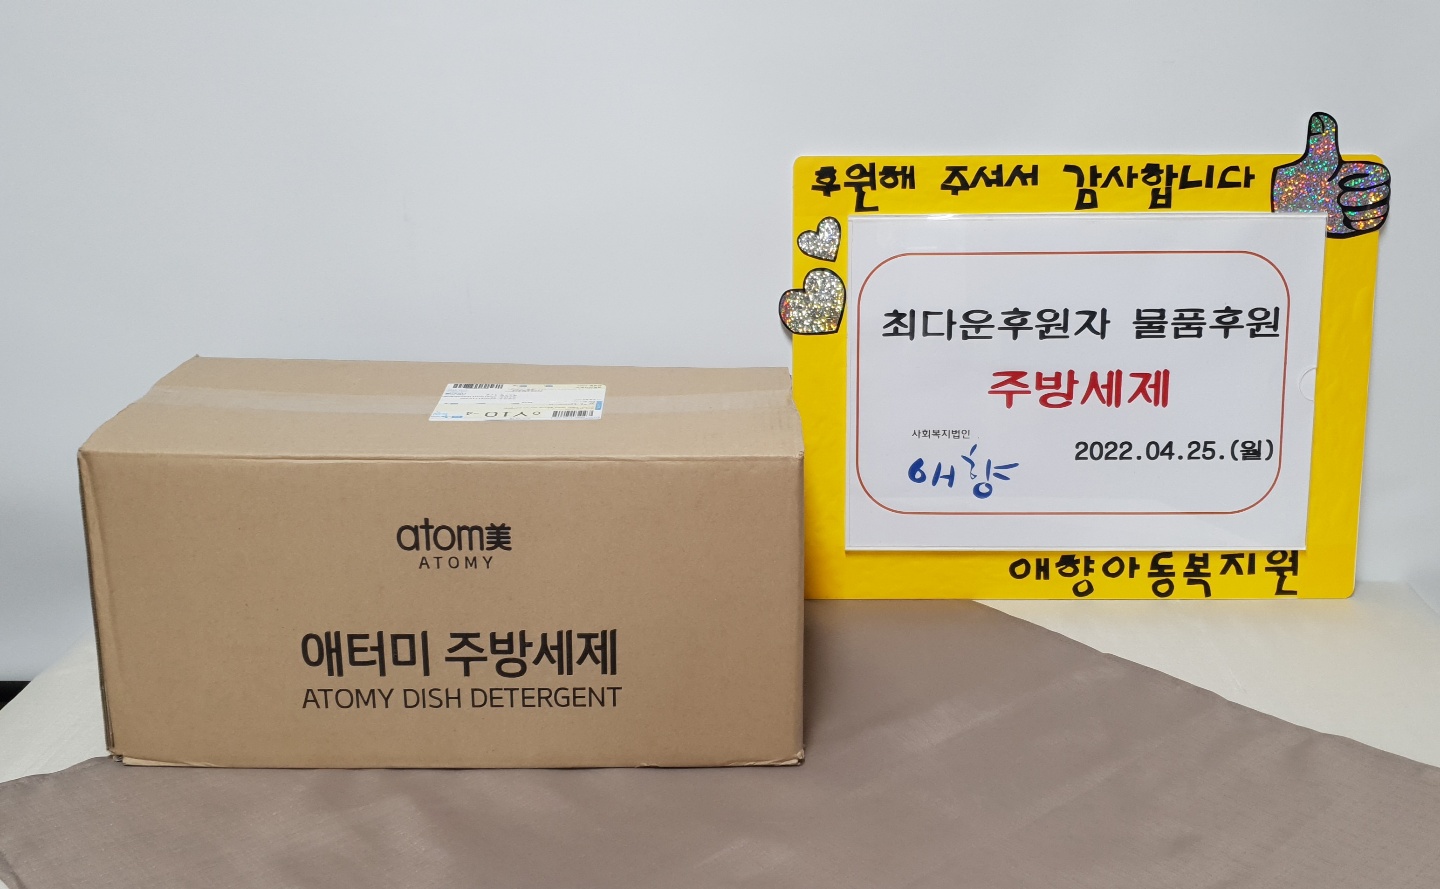 atom美
ATOMY
애터미 주방세제
ATOMY DISH DETERGENT
후원해 주셔서 감사합니다
최다운후원자 물품후원
주방세제
2022.04.25.(월)
사회복지법인
애향
애향아동복지원